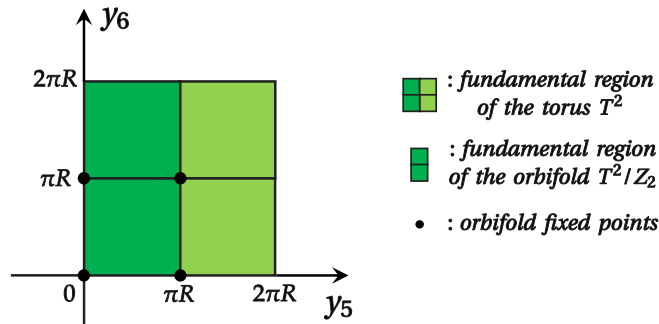 y₆
2πR
πR
0
πR
2πR
y₅
: fundamental region
of the torus T²
: fundamental region
of the orbifold T²/Z₂
: orbifold fixed points